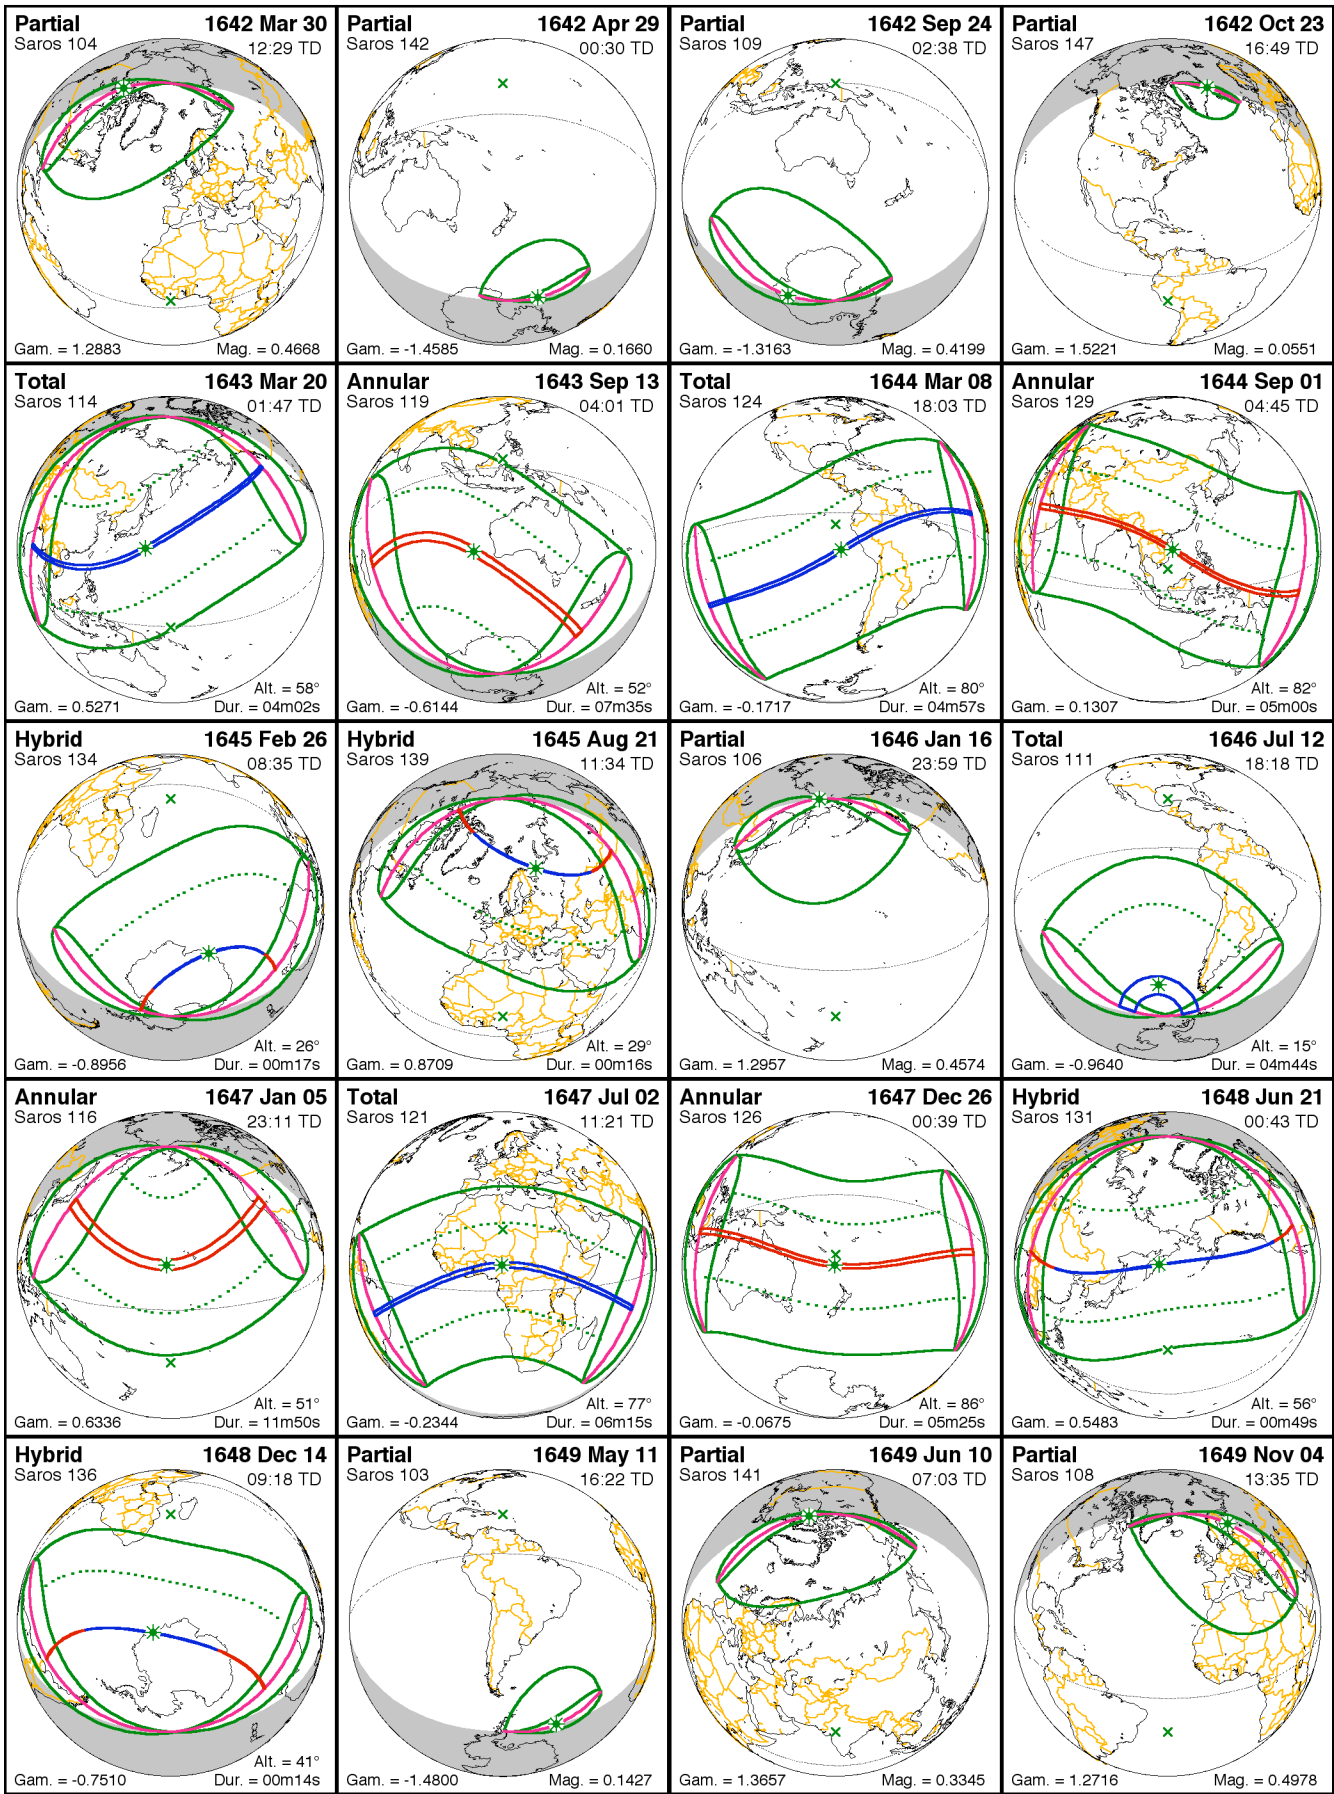 Partial 1642 Mar 30
Saros 104 12:29 TD
Gam. = 1.2883 Mag. = 0.4668
Partial 1642 Apr 29
Saros 142 00:30 TD
Gam. = -1.4585 Mag. = 0.1660
Partial 1642 Sep 24
Saros 109 02:38 TD
Gam. = -1.3163 Mag. = 0.4199
Partial 1642 Oct 23
Saros 147 16:49 TD
Gam. = 1.5221 Mag. = 0.0551
Total 1643 Mar 20
Saros 114 01:47 TD
Alt. = 58°
Gam. = 0.5271 Dur. = 04m02s
Annular 1643 Sep 13
Saros 119 04:01 TD
Alt. = 52°
Gam. = -0.6144 Dur. = 07m35s
Total 1644 Mar 08
Saros 124 18:03 TD
Alt. = 80°
Gam. = -0.1717 Dur. = 04m57s
Annular 1644 Sep 01
Saros 129 04:45 TD
Alt. = 82°
Gam. = 0.1307 Dur. = 05m00s
Hybrid 1645 Feb 26
Saros 134 08:35 TD
Alt. = 26°
Gam. = -0.8956 Dur. = 00m17s
Hybrid 1645 Aug 21
Saros 139 11:34 TD
Alt. = 29°
Gam. = 0.8709 Dur. = 00m16s
Partial 1646 Jan 16
Saros 106 23:59 TD
Gam. = 1.2957 Mag. = 0.4574
Total 1646 Jul 12
Saros 111 18:18 TD
Alt. = 15°
Gam. = -0.9640 Dur. = 04m44s
Annular 1647 Jan 05
Saros 116 23:11 TD
Alt. = 51°
Gam. = 0.6336 Dur. = 11m50s
Total 1647 Jul 02
Saros 121 11:21 TD
Alt. = 77°
Gam. = -0.2344 Dur. = 06m15s
Annular 1647 Dec 26
Saros 126 00:39 TD
Alt. = 86°
Gam. = -0.0675 Dur. = 05m25s
Hybrid 1648 Jun 21
Saros 131 00:43 TD
Alt. = 56°
Gam. = 0.5483 Dur. = 00m49s
Hybrid 1648 Dec 14
Saros 136 09:18 TD
Alt. = 41°
Gam. = -0.7510 Dur. = 00m14s
Partial 1649 May 11
Saros 103 16:22 TD
Gam. = -1.4800 Mag. = 0.1427
Partial 1649 Jun 10
Saros 141 07:03 TD
Gam. = 1.3657 Mag. = 0.3345
Partial 1649 Nov 04
Saros 108 13:35 TD
Gam. = 1.2716 Mag. = 0.4978